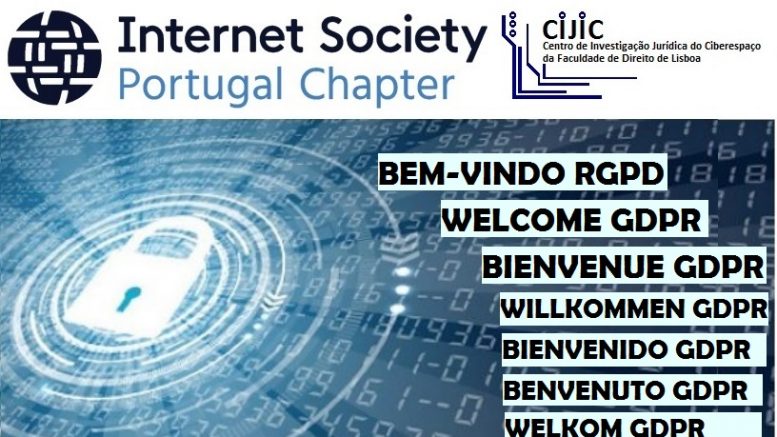 Internet Society
Portugal Chapter
CIJIC
Centro de Investigação Jurídica do Ciberespaço
da Faculdade de Direito de Lisboa
BEM-VINDO RGPD
WELCOME GDPR
BIENVENUE GDPR
WILLKOMMEN GDPR
BIENVENIDO GDPR
BENVENUTO GDPR
WELKOM GDPR